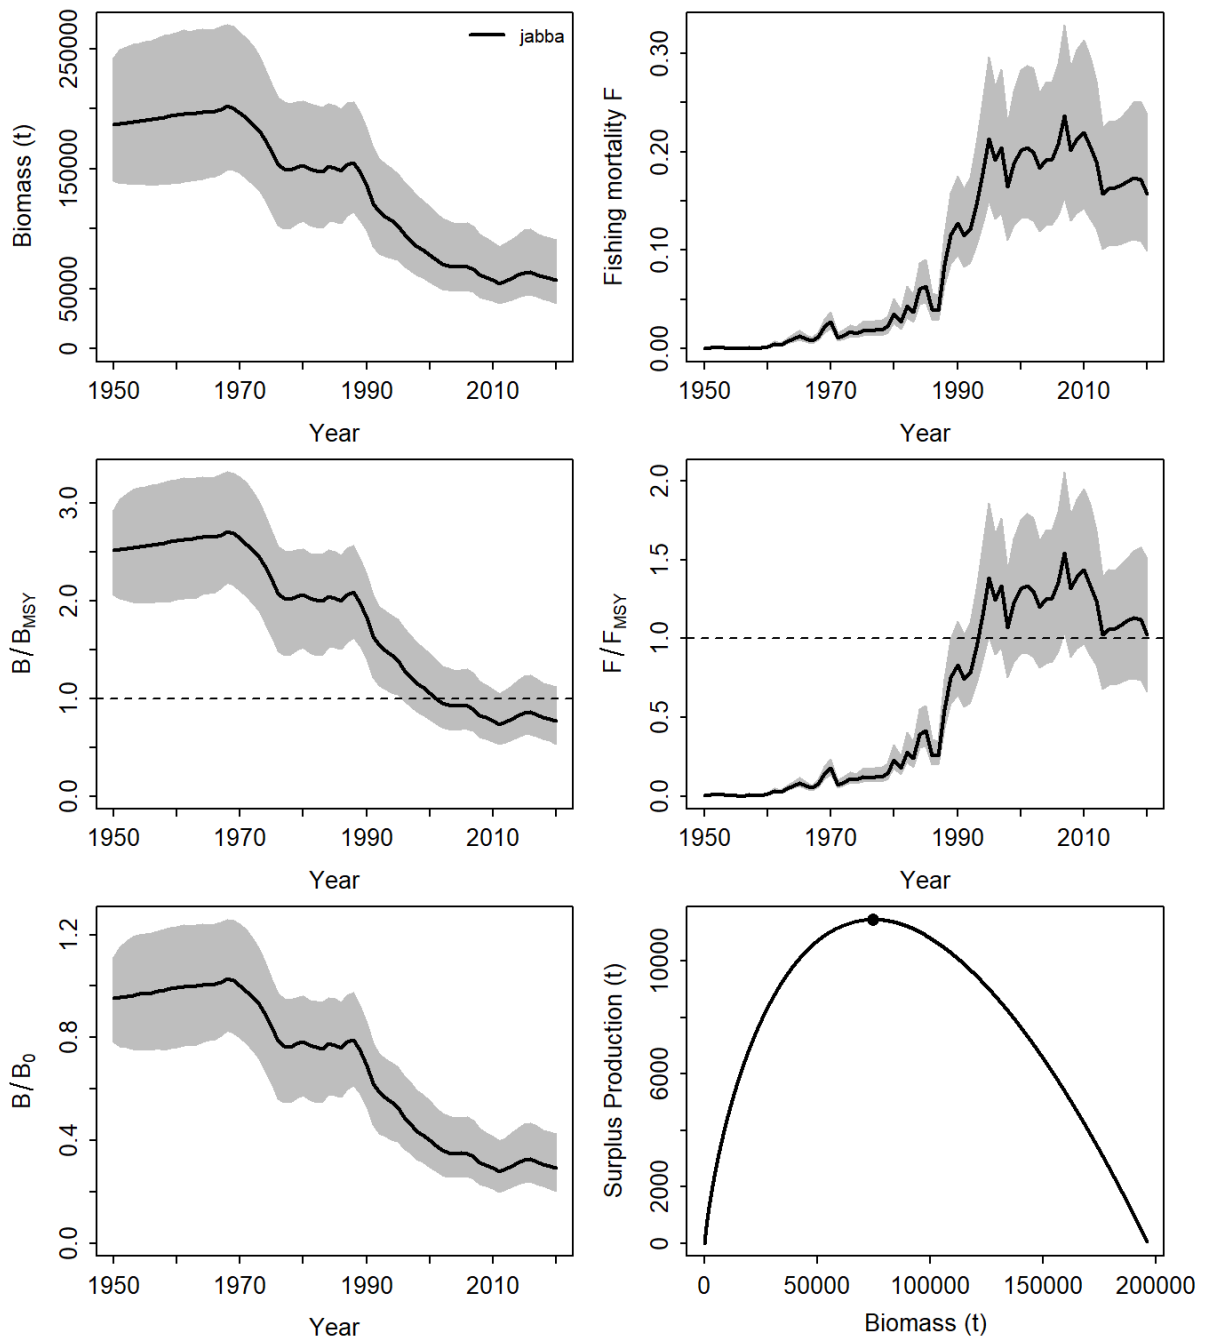 jabba
Biomass (t)
0 50000 150000 250000
1950 1970 1990 2010
Year
Fishing mortality F
0.00 0.10 0.20 0.30
1950 1970 1990 2010
Year
B / BMSY
0.0 1.0 2.0 3.0
1950 1970 1990 2010
Year
F / FMSY
0.0 0.5 1.0 1.5 2.0
1950 1970 1990 2010
Year
B / B0
0.0 0.4 0.8 1.2
1950 1970 1990 2010
Year
Surplus Production (t)
0 2000 6000 10000
0 50000 100000 150000 200000
Biomass (t)